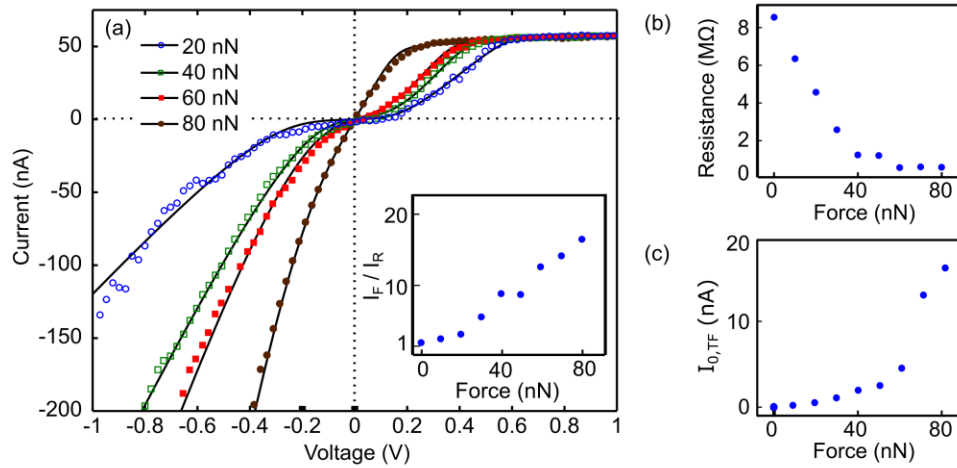 (a)
20 nN
40 nN
60 nN
80 nN
Current (nA)
50
0
-50
-100
-150
-200
-1
-0.8
-0.6
-0.4
-0.2
0
0.2
0.4
0.6
0.8
1
Voltage (V)
I_F / I_R
20
10
1
0
40
80
Force (nN)
(b)
Resistance (MΩ)
8
6
4
2
0
0
40
80
Force (nN)
(c)
I_0,TF (nA)
20
10
0
0
40
80
Force (nN)